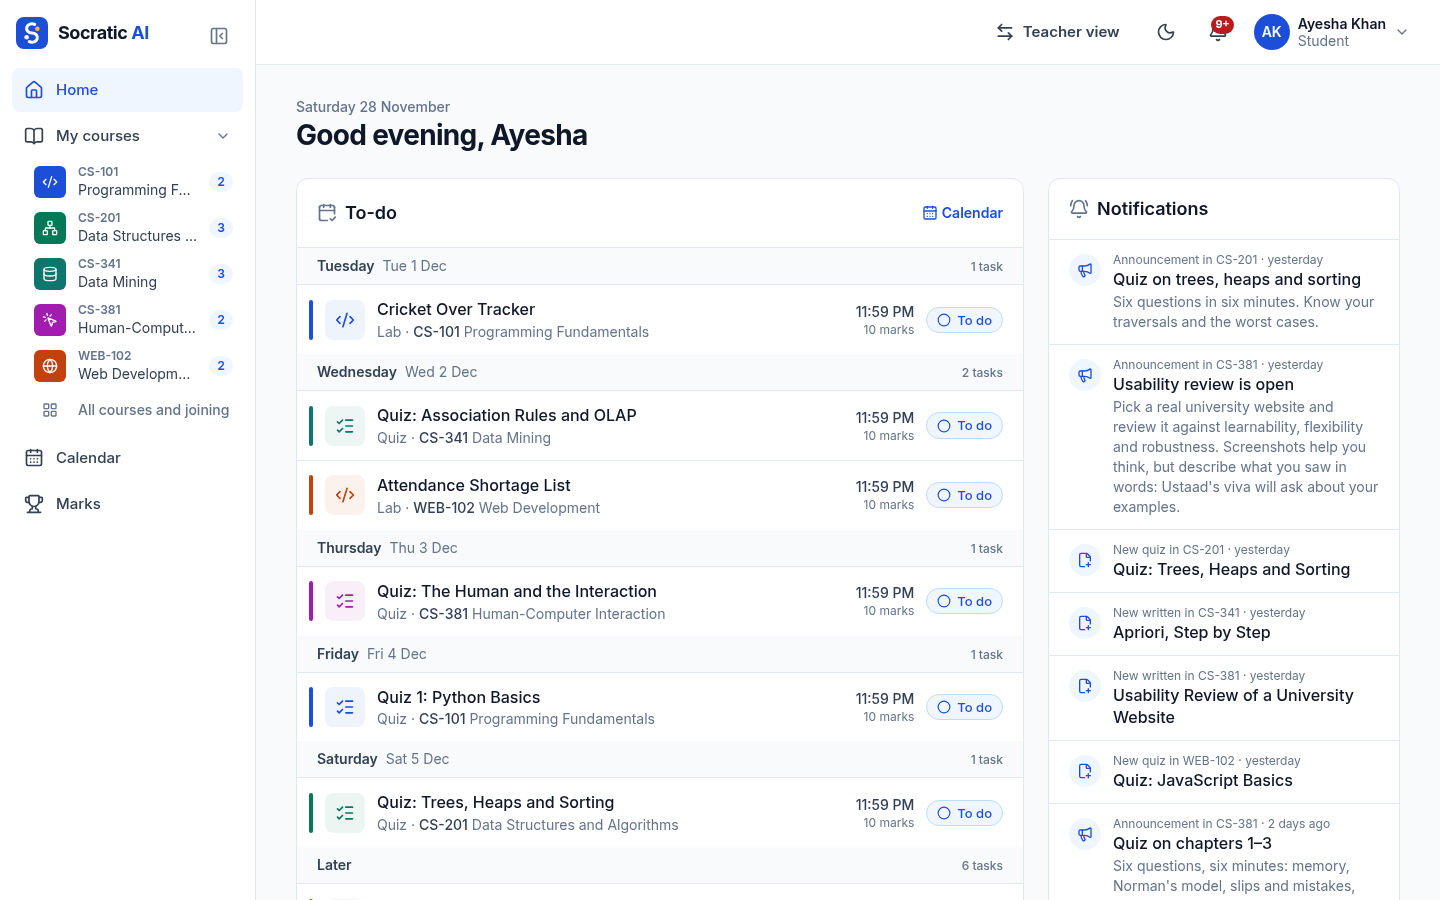 Socratic AI
Home
My courses
CS-101
Programming F...
2
CS-201
Data Structures ...
3
CS-341
Data Mining
3
CS-381
Human-Comput...
2
WEB-102
Web Developm...
2
All courses and joining
Calendar
Marks
Teacher view
9+
AK
Ayesha Khan
Student
Saturday 28 November
Good evening, Ayesha
To-do
Calendar
Tuesday Tue 1 Dec
1 task
Cricket Over Tracker
Lab · CS-101 Programming Fundamentals
11:59 PM
10 marks
To do
Wednesday Wed 2 Dec
2 tasks
Quiz: Association Rules and OLAP
Quiz · CS-341 Data Mining
11:59 PM
10 marks
To do
Attendance Shortage List
Lab · WEB-102 Web Development
11:59 PM
10 marks
To do
Thursday Thu 3 Dec
1 task
Quiz: The Human and the Interaction
Quiz · CS-381 Human-Computer Interaction
11:59 PM
10 marks
To do
Friday Fri 4 Dec
1 task
Quiz 1: Python Basics
Quiz · CS-101 Programming Fundamentals
11:59 PM
10 marks
To do
Saturday Sat 5 Dec
1 task
Quiz: Trees, Heaps and Sorting
Quiz · CS-201 Data Structures and Algorithms
11:59 PM
10 marks
To do
Later
6 tasks
Notifications
Announcement in CS-201 · yesterday
Quiz on trees, heaps and sorting
Six questions in six minutes. Know your
traversals and the worst cases.
Announcement in CS-381 · yesterday
Usability review is open
Pick a real university website and
review it against learnability, flexibility
and robustness. Screenshots help you
think, but describe what you saw in
words: Ustaad's viva will ask about your
examples.
New quiz in CS-201 · yesterday
Quiz: Trees, Heaps and Sorting
New written in CS-341 · yesterday
Apriori, Step by Step
New written in CS-381 · yesterday
Usability Review of a University
Website
New quiz in WEB-102 · yesterday
Quiz: JavaScript Basics
Announcement in CS-381 · 2 days ago
Quiz on chapters 1–3
Six questions, six minutes: memory,
Norman's model, slips and mistakes,